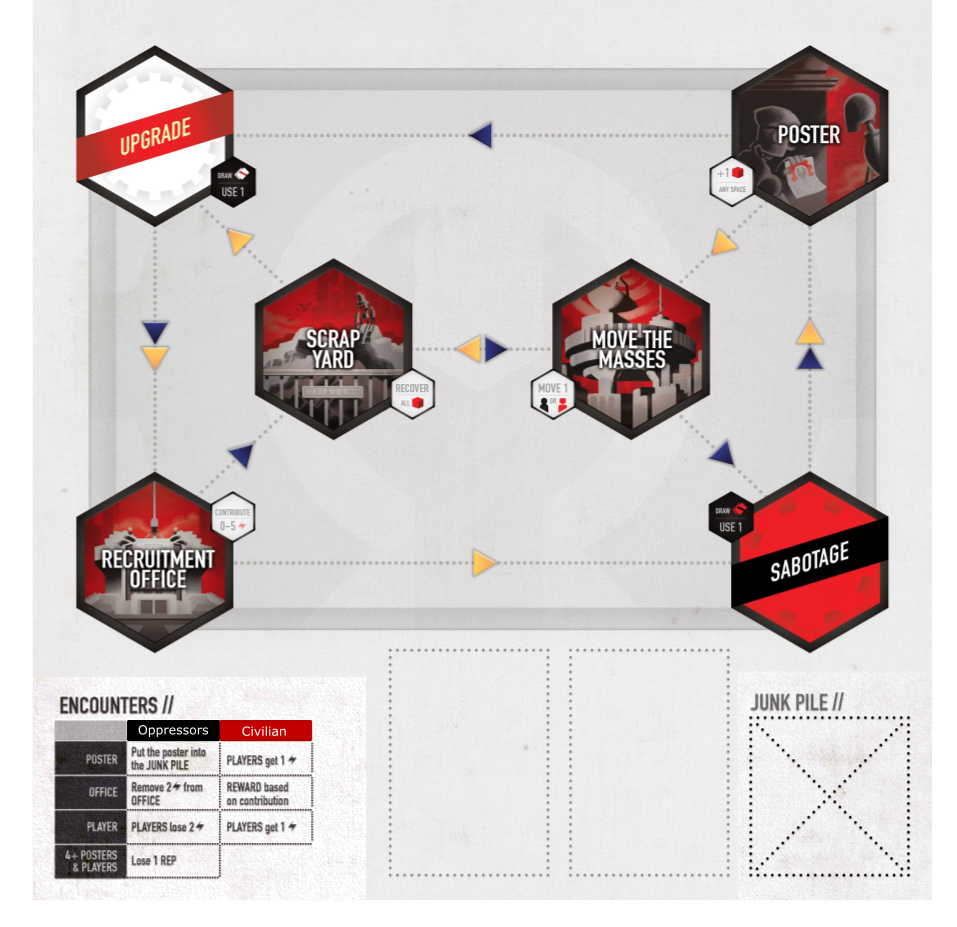 UPGRADE
DRAW
USE 1
POSTER
+1
ANY SPACE
SCRAP
YARD
RECOVER
ALL
MOVE THE
MASSES
MOVE 1
OR
RECRUITMENT
OFFICE
CONTRIBUTE
0-5
DRAW
USE 1
SABOTAGE
ENCOUNTERS //
Oppressors Civilian
POSTER Put the poster into
the JUNK PILE PLAYERS get 1
OFFICE Remove 2 from
OFFICE REWARD based
on contribution
PLAYER PLAYERS lose 2 PLAYERS get 1
4+ POSTERS
& PLAYERS Lose 1 REP
JUNK PILE //